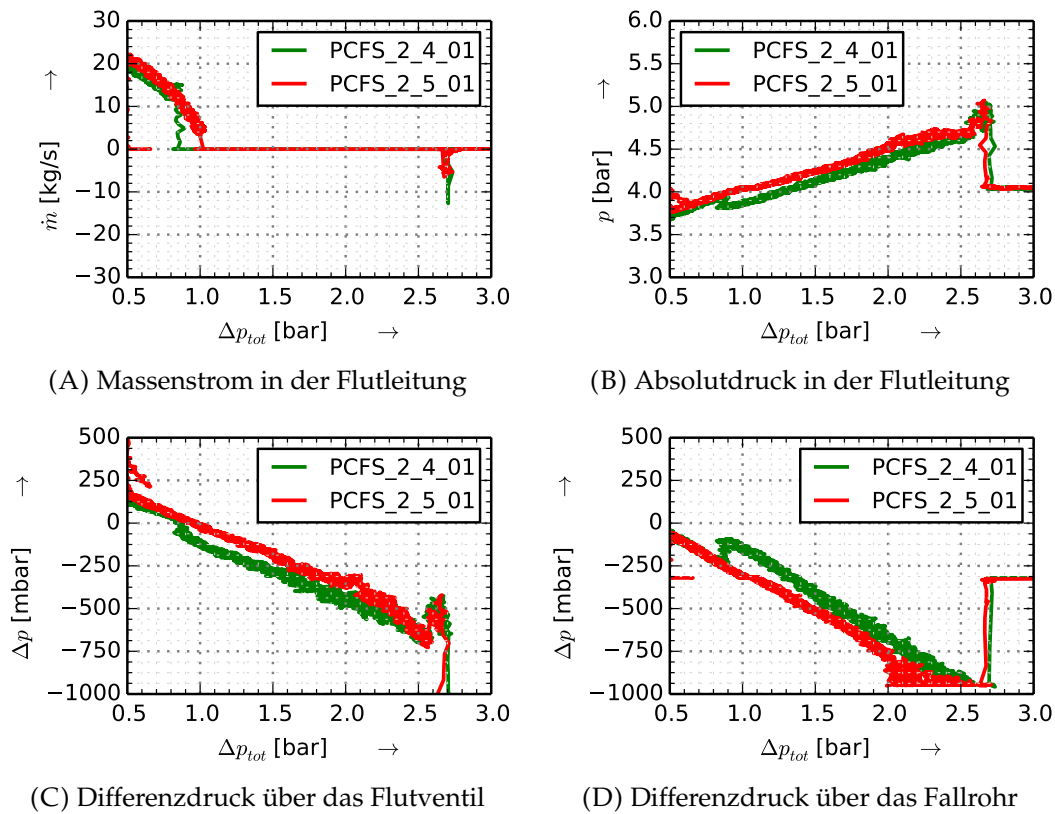 30
20
10
0
−10
−20
−30
ṁ [kg/s] →
PCFS_2_4_01
PCFS_2_5_01
0.5 1.0 1.5 2.0 2.5 3.0
Δp_tot [bar] →
(A) Massenstrom in der Flutleitung
6.0
5.5
5.0
4.5
4.0
3.5
3.0
p [bar] →
PCFS_2_4_01
PCFS_2_5_01
0.5 1.0 1.5 2.0 2.5 3.0
Δp_tot [bar] →
(B) Absolutdruck in der Flutleitung
500
250
0
−250
−500
−750
−1000
Δp [mbar] →
PCFS_2_4_01
PCFS_2_5_01
0.5 1.0 1.5 2.0 2.5 3.0
Δp_tot [bar] →
(C) Differenzdruck über das Flutventil
500
250
0
−250
−500
−750
−1000
Δp [mbar] →
PCFS_2_4_01
PCFS_2_5_01
0.5 1.0 1.5 2.0 2.5 3.0
Δp_tot [bar] →
(D) Differenzdruck über das Fallrohr